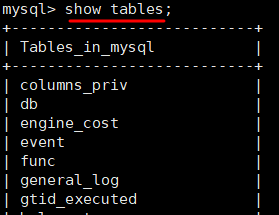 mysql> show tables;
+---------------------------+
| Tables_in_mysql           |
+---------------------------+
| columns_priv              |
| db                        |
| engine_cost               |
| event                     |
| func                      |
| general_log               |
| gtid_executed             |